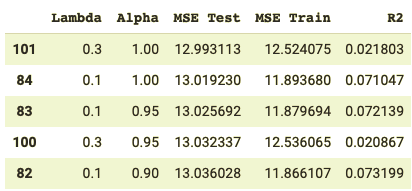 Lambda Alpha MSE Test MSE Train R2
101 0.3 1.00 12.993113 12.524075 0.021803
84 0.1 1.00 13.019230 11.893680 0.071047
83 0.1 0.95 13.025692 11.879694 0.072139
100 0.3 0.95 13.032337 12.536065 0.020867
82 0.1 0.90 13.036028 11.866107 0.073199